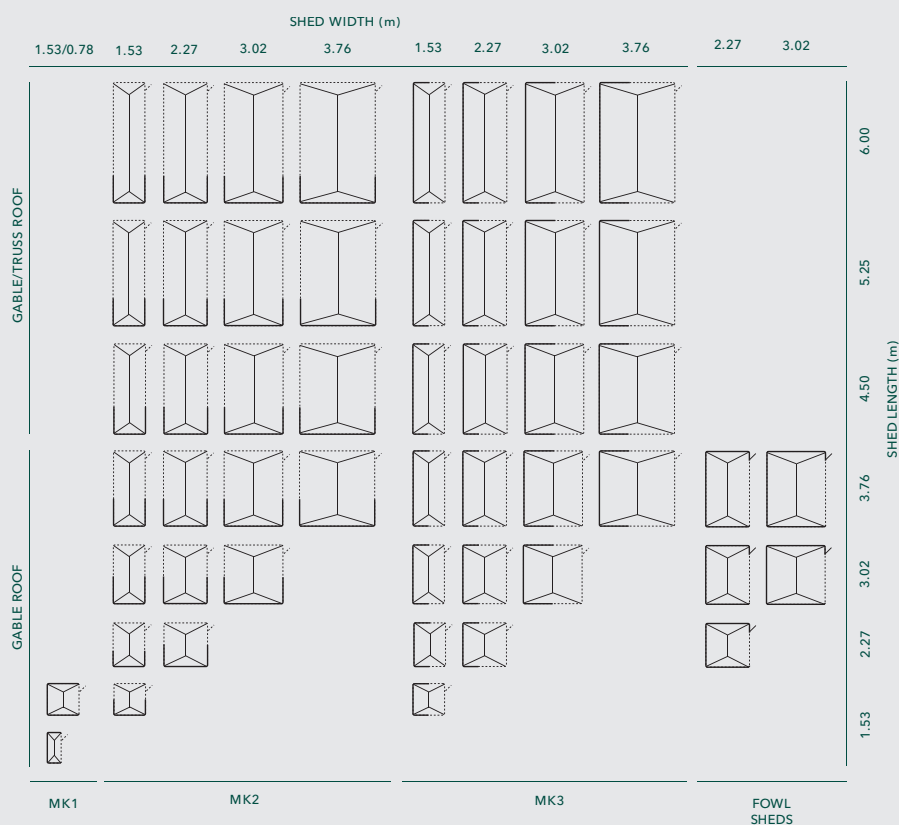 SHED WIDTH (m)
1.53/0.78 1.53 2.27 3.02 3.76 1.53 2.27 3.02 3.76 2.27 3.02
GABLE/TRUSS ROOF
GABLE ROOF
6.00
5.25
4.50
3.76
3.02
2.27
1.53
SHED LENGTH (m)
MK1 MK2 MK3 FOWL
SHEDS